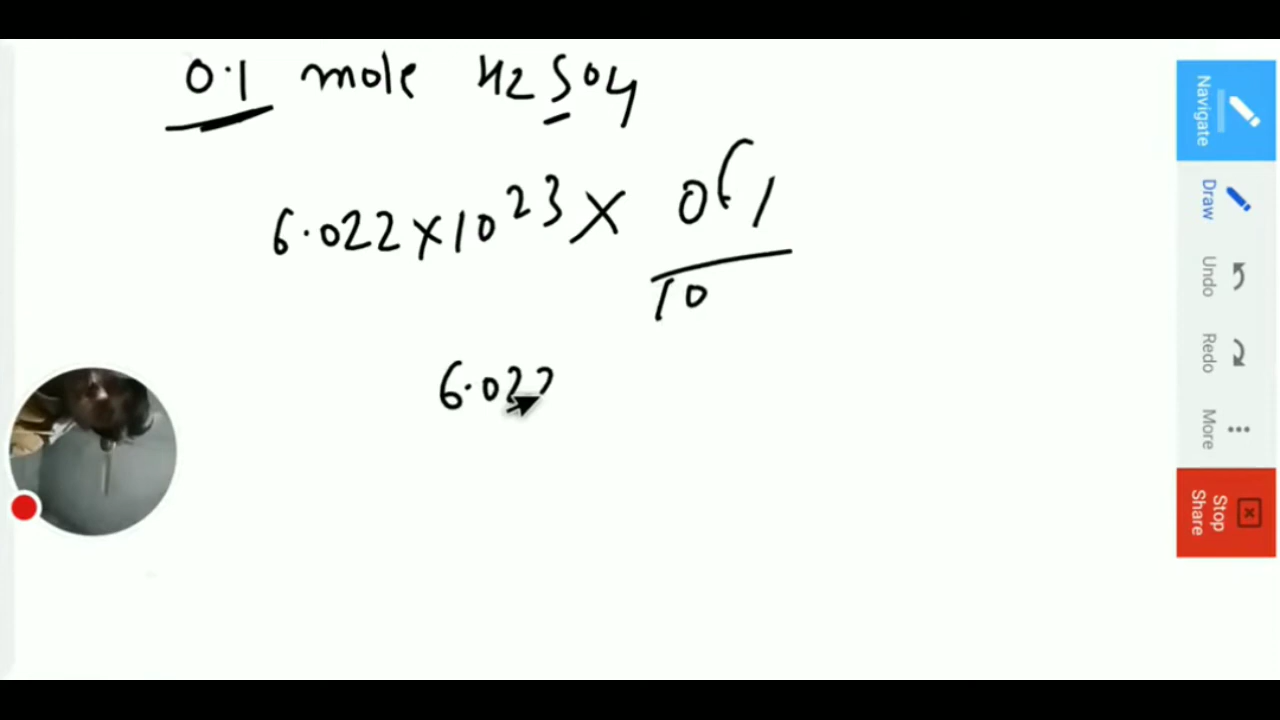 0.1 mole H2SO4
6.022×10^23 × 0.1
10
6.022
Navigate
Draw
Undo
Redo
More
Stop
Share